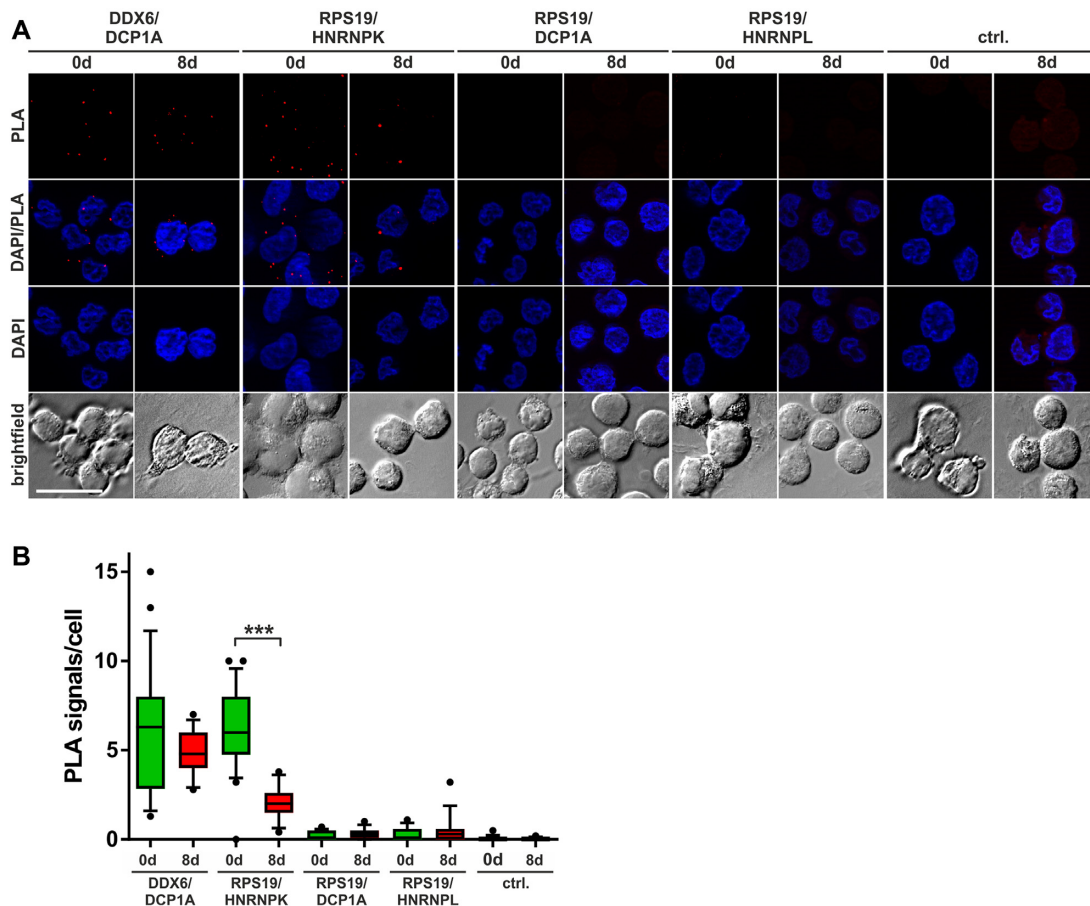 A
DDX6/
DCP1A
RPS19/
HNRNPK
RPS19/
DCP1A
RPS19/
HNRNPL
ctrl.
0d 8d 0d 8d 0d 8d 0d 8d 0d 8d
PLA
DAPI/PLA
DAPI
brightfield
B
PLA signals/cell
15
10
5
0
***
0d 8d 0d 8d 0d 8d 0d 8d 0d 8d
DDX6/
DCP1A
RPS19/
HNRNPK
RPS19/
DCP1A
RPS19/
HNRNPL
ctrl.